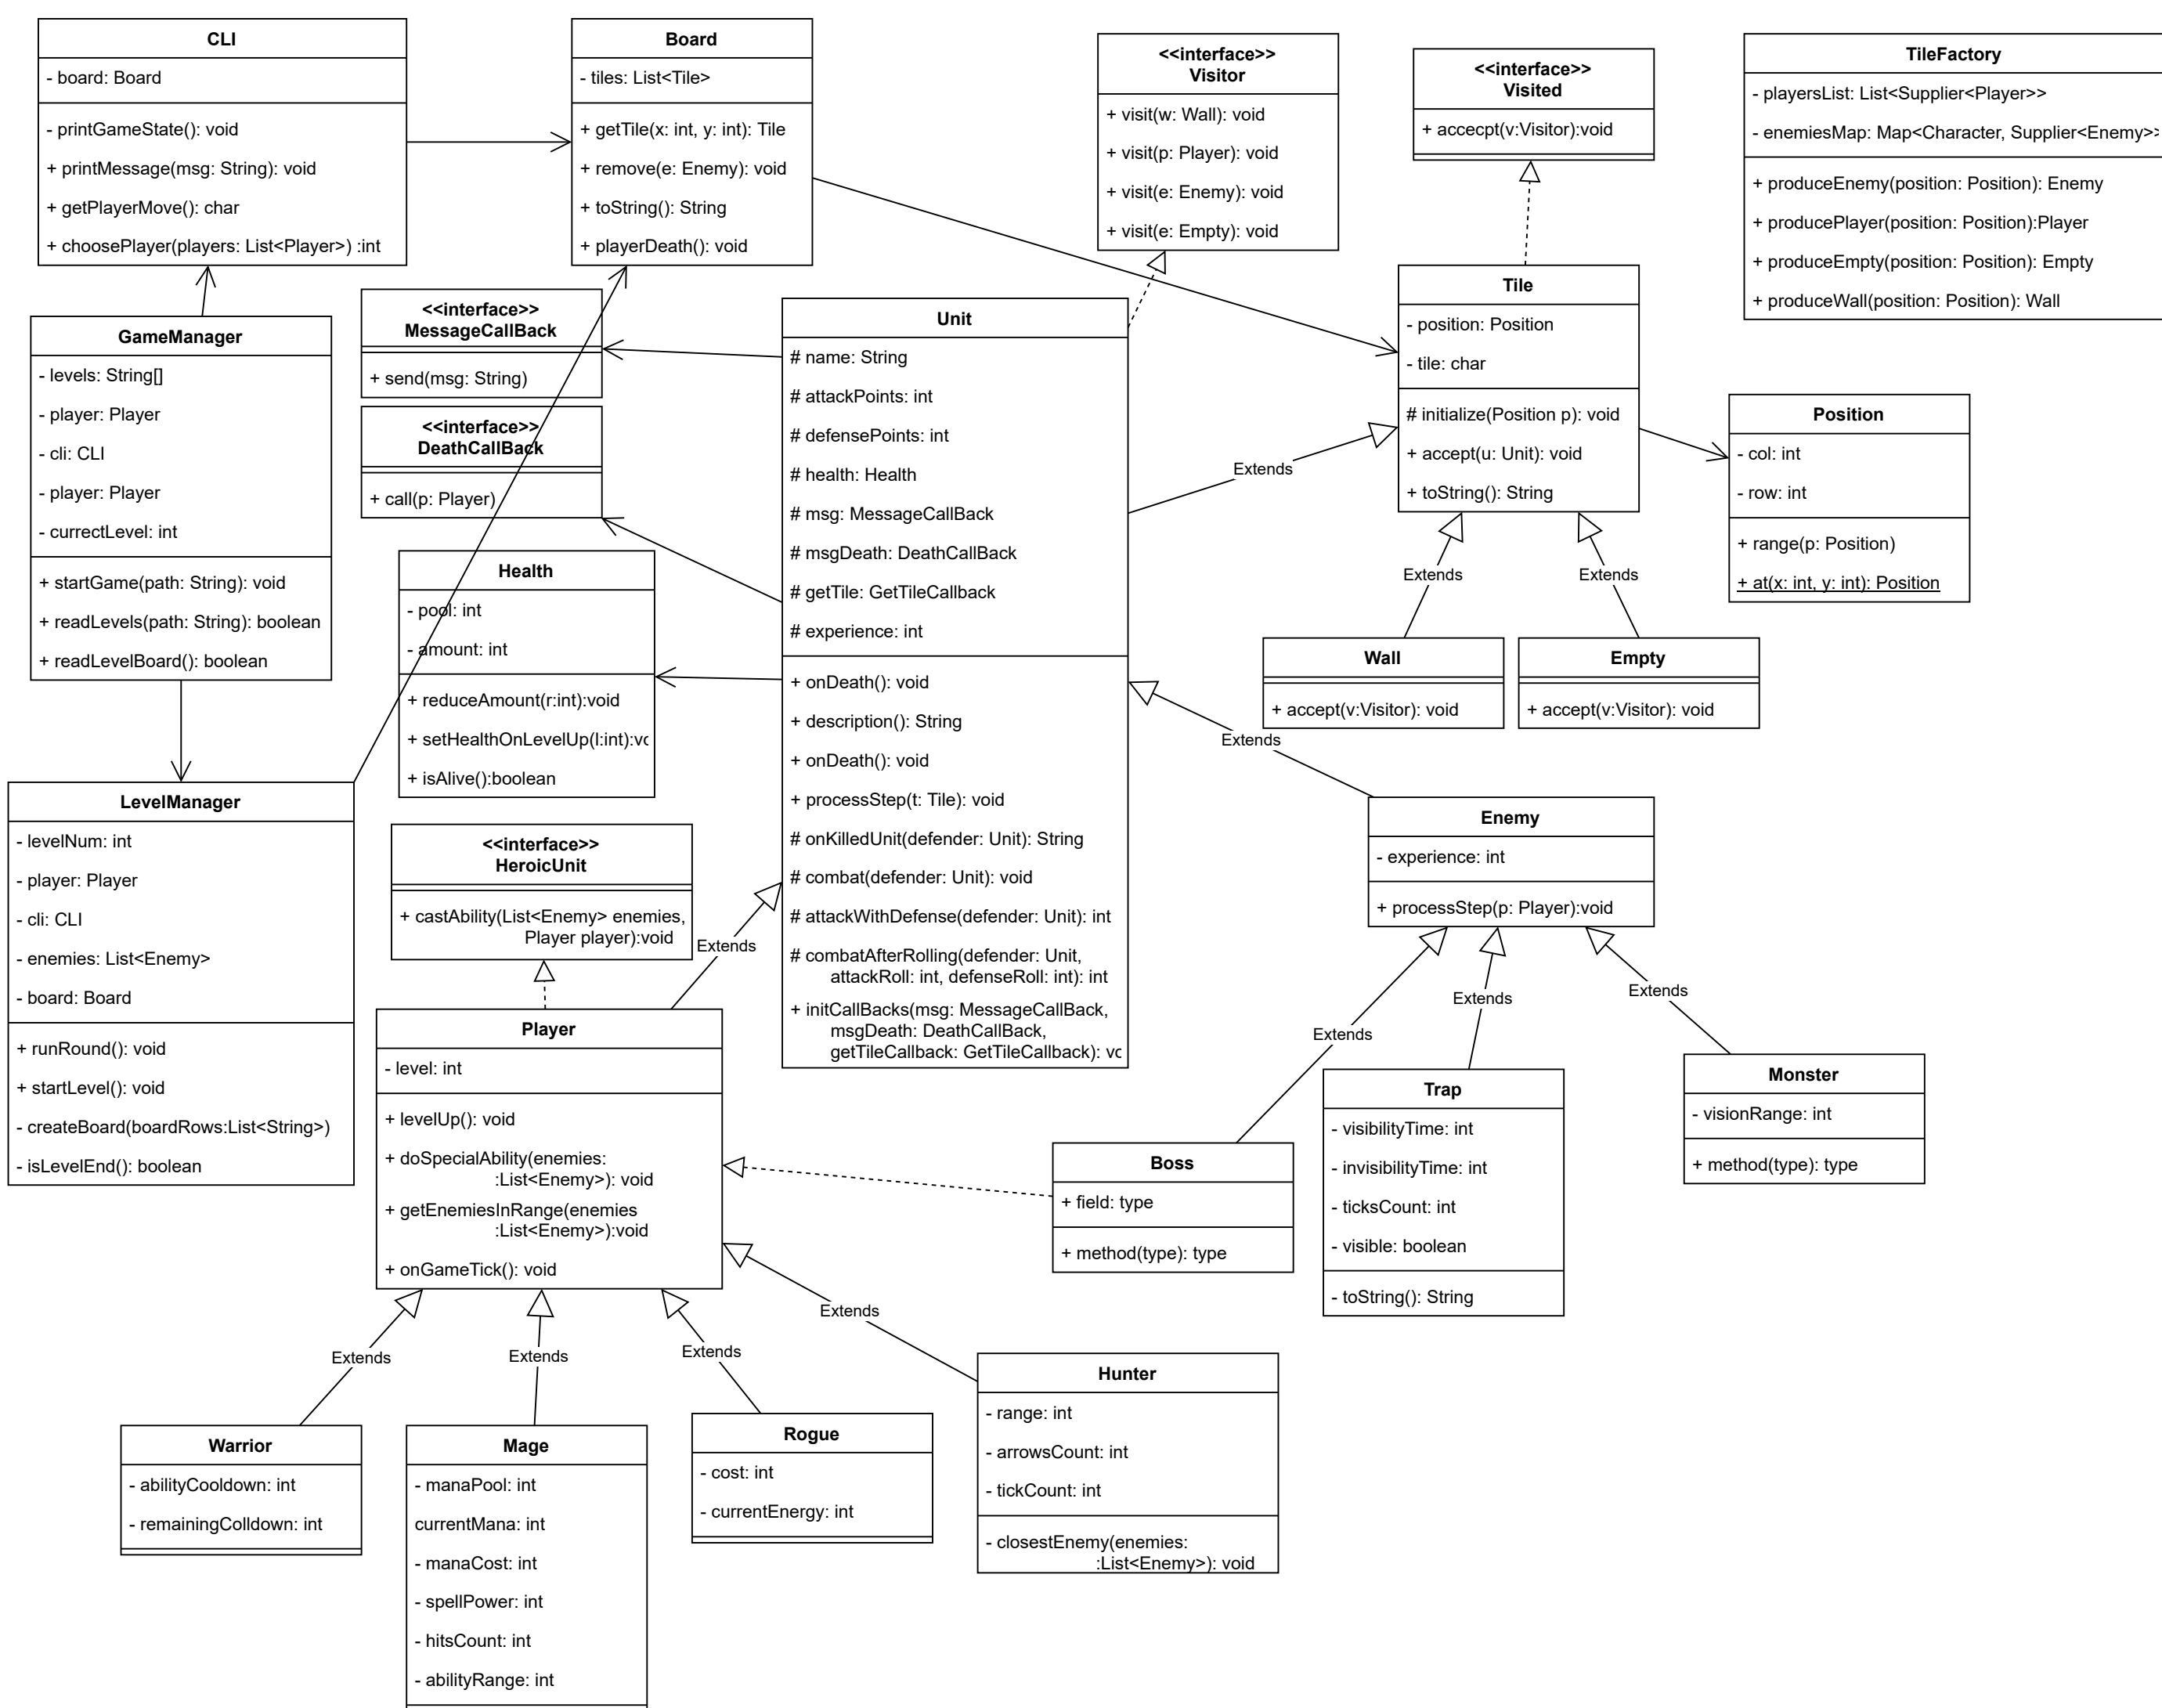 CLI
- board: Board
- printGameState(): void
+ printMessage(msg: String): void
+ getPlayerMove(): char
+ choosePlayer(players: List<Player>) :int
Board
- tiles: List<Tile>
+ getTile(x: int, y: int): Tile
+ remove(e: Enemy): void
+ toString(): String
+ playerDeath(): void
<<interface>>
Visitor
+ visit(w: Wall): void
+ visit(p: Player): void
+ visit(e: Enemy): void
+ visit(e: Empty): void
<<interface>>
Visited
+ accecpt(v:Visitor):void
TileFactory
- playersList: List<Supplier<Player>>
- enemiesMap: Map<Character, Supplier<Enemy>>
+ produceEnemy(position: Position): Enemy
+ producePlayer(position: Position):Player
+ produceEmpty(position: Position): Empty
+ produceWall(position: Position): Wall
GameManager
- levels: String[]
- player: Player
- cli: CLI
- player: Player
- currectLevel: int
+ startGame(path: String): void
+ readLevels(path: String): boolean
+ readLevelBoard(): boolean
<<interface>>
MessageCallBack
+ send(msg: String)
<<interface>>
DeathCallBack
+ call(p: Player)
Health
- pool: int
- amount: int
+ reduceAmount(r:int):void
+ setHealthOnLevelUp(l:int):vo
+ isAlive():boolean
Unit
# name: String
# attackPoints: int
# defensePoints: int
# health: Health
# msg: MessageCallBack
# msgDeath: DeathCallBack
# getTile: GetTileCallback
# experience: int
+ onDeath(): void
+ description(): String
+ onDeath(): void
+ processStep(t: Tile): void
# onKilledUnit(defender: Unit): String
# combat(defender: Unit): void
# attackWithDefense(defender: Unit): int
# combatAfterRolling(defender: Unit,
attackRoll: int, defenseRoll: int): int
+ initCallBacks(msg: MessageCallBack,
msgDeath: DeathCallBack,
getTileCallback: GetTileCallback): vo
Tile
- position: Position
- tile: char
# initialize(Position p): void
+ accept(u: Unit): void
+ toString(): String
Position
- col: int
- row: int
+ range(p: Position)
+ at(x: int, y: int): Position
Extends
Extends
Extends
Wall
+ accept(v:Visitor): void
Empty
+ accept(v:Visitor): void
Extends
Enemy
- experience: int
+ processStep(p: Player):void
LevelManager
- levelNum: int
- player: Player
- cli: CLI
- enemies: List<Enemy>
- board: Board
+ runRound(): void
+ startLevel(): void
- createBoard(boardRows:List<String>)
- isLevelEnd(): boolean
<<interface>>
HeroicUnit
+ castAbility(List<Enemy> enemies,
Player player):void
Extends
Player
- level: int
+ levelUp(): void
+ doSpecialAbility(enemies:
:List<Enemy>): void
+ getEnemiesInRange(enemies
:List<Enemy>):void
+ onGameTick(): void
Extends
Extends
Extends
Boss
+ field: type
+ method(type): type
Trap
- visibilityTime: int
- invisibilityTime: int
- ticksCount: int
- visible: boolean
- toString(): String
Monster
- visionRange: int
+ method(type): type
Extends
Extends
Extends
Extends
Warrior
- abilityCooldown: int
- remainingColldown: int
Mage
- manaPool: int
currentMana: int
- manaCost: int
- spellPower: int
- hitsCount: int
- abilityRange: int
Rogue
- cost: int
- currentEnergy: int
Hunter
- range: int
- arrowsCount: int
- tickCount: int
- closestEnemy(enemies:
:List<Enemy>): void